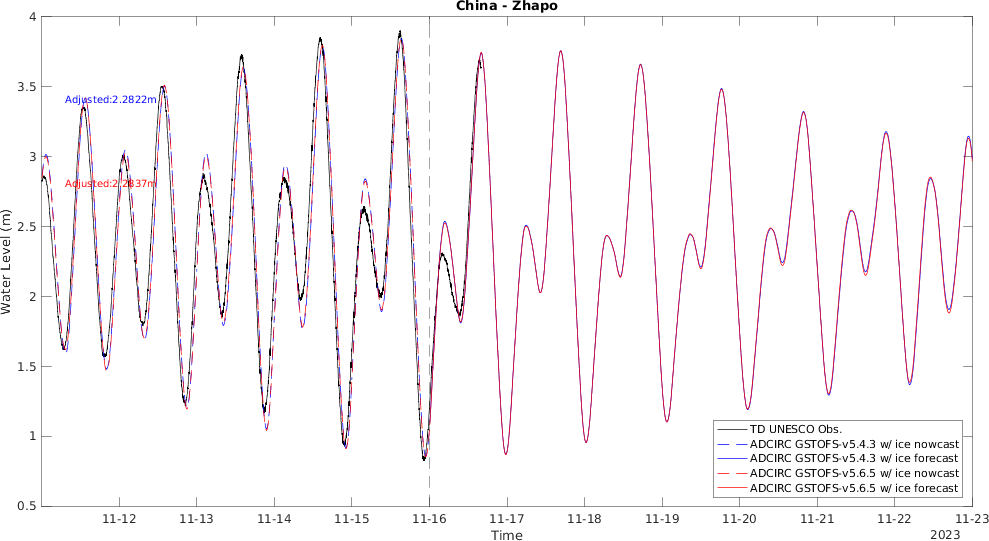 China - Zhapo
Water Level (m)
4
3.5
3
2.5
2
1.5
1
0.5
Adjusted:2.2822m
Adjusted:2.2837m
TD UNESCO Obs.
ADCIRC GSTOFS-v5.4.3 w/ ice nowcast
ADCIRC GSTOFS-v5.4.3 w/ ice forecast
ADCIRC GSTOFS-v5.6.5 w/ ice nowcast
ADCIRC GSTOFS-v5.6.5 w/ ice forecast
11-12 11-13 11-14 11-15 11-16 11-17 11-18 11-19 11-20 11-21 11-22 11-23
Time
2023